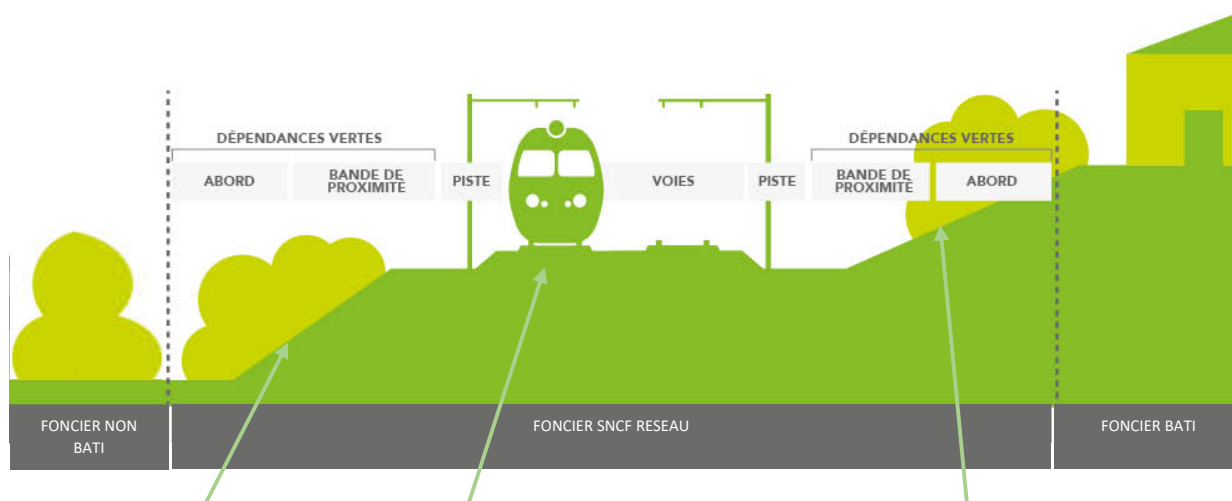 DÉPENDANCES VERTES
DÉPENDANCES VERTES
ABORD
BANDE DE
PROXIMITÉ
PISTE
VOIES
PISTE
BANDE DE
PROXIMITÉ
ABORD
FONCIER NON
BATI
FONCIER SNCF RESEAU
FONCIER BATI